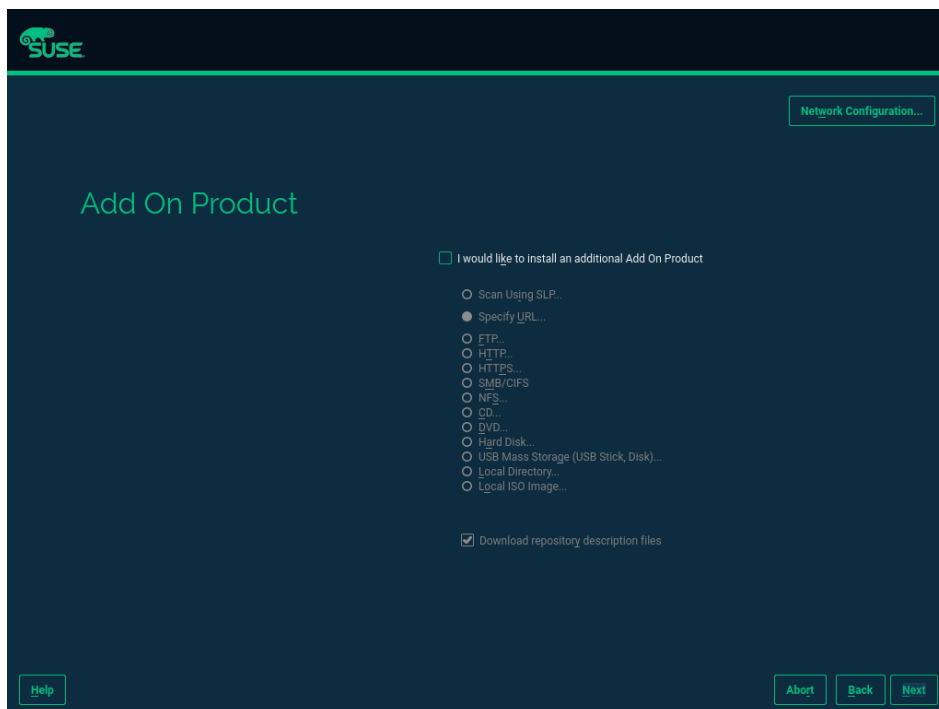 SUSE
Network Configuration...
Add On Product
I would like to install an additional Add On Product
Scan Using SLP...
Specify URL...
FTP...
HTTP...
HTTPS...
SMB/CIFS
NFS...
CD...
DVD...
Hard Disk...
USB Mass Storage (USB Stick, Disk)...
Local Directory...
Local ISO Image...
Download repository description files
Help Abort Back Next